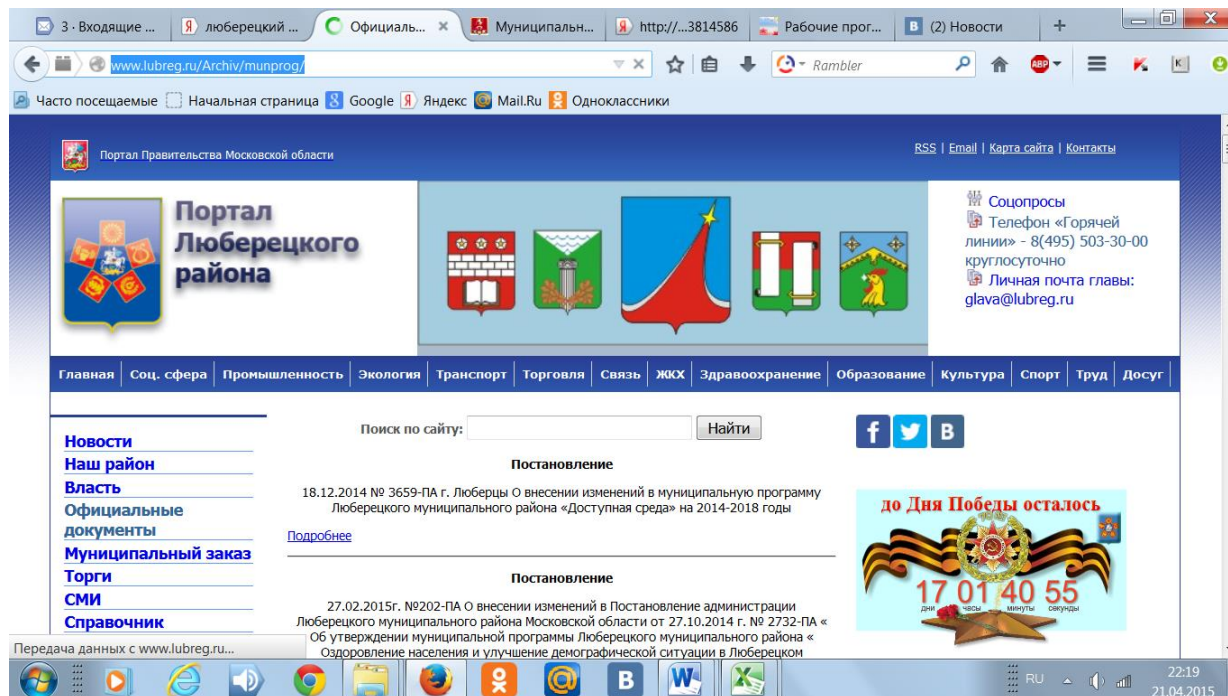 3 · Входящие ...
люберецкий ...
Официаль...
Муниципальн...
http://...3814586
Рабочие прог...
(2) Новости
www.lubreg.ru/Archiv/munprog/
Rambler
ABP
Часто посещаемые
Начальная страница
Google
Яндекс
Mail.Ru
Одноклассники
Портал Правительства Московской области
RSS | Email | Карта сайта | Контакты
Портал
Люберецкого
района
Соцопросы
Телефон «Горячей
линии» - 8(495) 503-30-00
круглосуточно
Личная почта главы:
glava@lubreg.ru
Главная | Соц. сфера | Промышленность | Экология | Транспорт | Торговля | Связь | ЖКХ | Здравоохранение | Образование | Культура | Спорт | Труд | Досуг
Новости
Наш район
Власть
Официальные
документы
Муниципальный заказ
Торги
СМИ
Справочник
Поиск по сайту:
Найти
Постановление
18.12.2014 № 3659-ПА г. Люберцы О внесении изменений в муниципальную программу
Люберецкого муниципального района «Доступная среда» на 2014-2018 годы
Подробнее
Постановление
27.02.2015г. №202-ПА О внесении изменений в Постановление администрации
Люберецкого муниципального района Московской области от 27.10.2014 г. № 2732-ПА «
Об утверждении муниципальной программы Люберецкого муниципального района «
Оздоровление населения и улучшение демографической ситуации в Люберецком
до Дня Победы осталось
17 01 40 55
дни часы минуты секунды
Передача данных с www.lubreg.ru...
RU
22:19
21.04.2015